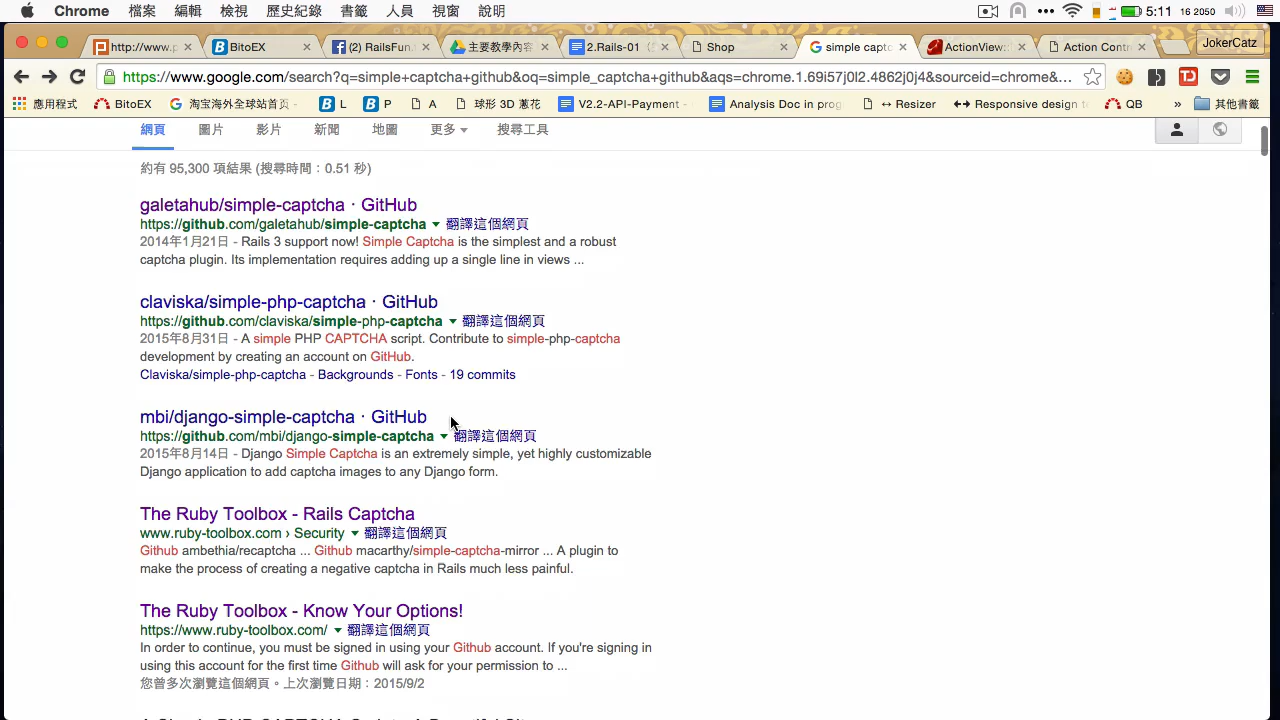 Chrome 檔案 編輯 檢視 歷史紀錄 書籤 人員 視窗 說明 5:11 16 2050
http://www.p BitoEX (2) RailsFun. 主要教學內容 2.Rails-01 Shop simple captc ActionView: Action Contr JokerCatz
https://www.google.com/search?q=simple+captcha+github&oq=simple_captcha+github&aqs=chrome.1.69i57j0l2.4862j0j4&sourceid=chrome&...
應用程式 BitoEX 淘宝海外全球站首页 - L P A 球形 3D 蔥花 V2.2-API-Payment - Analysis Doc in prog ↔ Resizer Responsive design t QB » 其他書籤
網頁 圖片 影片 新聞 地圖 更多 搜尋工具
約有 95,300 項結果 (搜尋時間：0.51 秒)
galetahub/simple-captcha · GitHub
https://github.com/galetahub/simple-captcha 翻譯這個網頁
2014年1月21日 - Rails 3 support now! Simple Captcha is the simplest and a robust
captcha plugin. Its implementation requires adding up a single line in views ...
claviska/simple-php-captcha · GitHub
https://github.com/claviska/simple-php-captcha 翻譯這個網頁
2015年8月31日 - A simple PHP CAPTCHA script. Contribute to simple-php-captcha
development by creating an account on GitHub.
Claviska/simple-php-captcha - Backgrounds - Fonts - 19 commits
mbi/django-simple-captcha · GitHub
https://github.com/mbi/django-simple-captcha 翻譯這個網頁
2015年8月14日 - Django Simple Captcha is an extremely simple, yet highly customizable
Django application to add captcha images to any Django form.
The Ruby Toolbox - Rails Captcha
www.ruby-toolbox.com › Security 翻譯這個網頁
Github ambethia/recaptcha ... Github macarthy/simple-captcha-mirror ... A plugin to
make the process of creating a negative captcha in Rails much less painful.
The Ruby Toolbox - Know Your Options!
https://www.ruby-toolbox.com/ 翻譯這個網頁
In order to continue, you must be signed in using your Github account. If you're signing in
using this account for the first time Github will ask for your permission to ...
您曾多次瀏覽這個網頁。上次瀏覽日期：2015/9/2